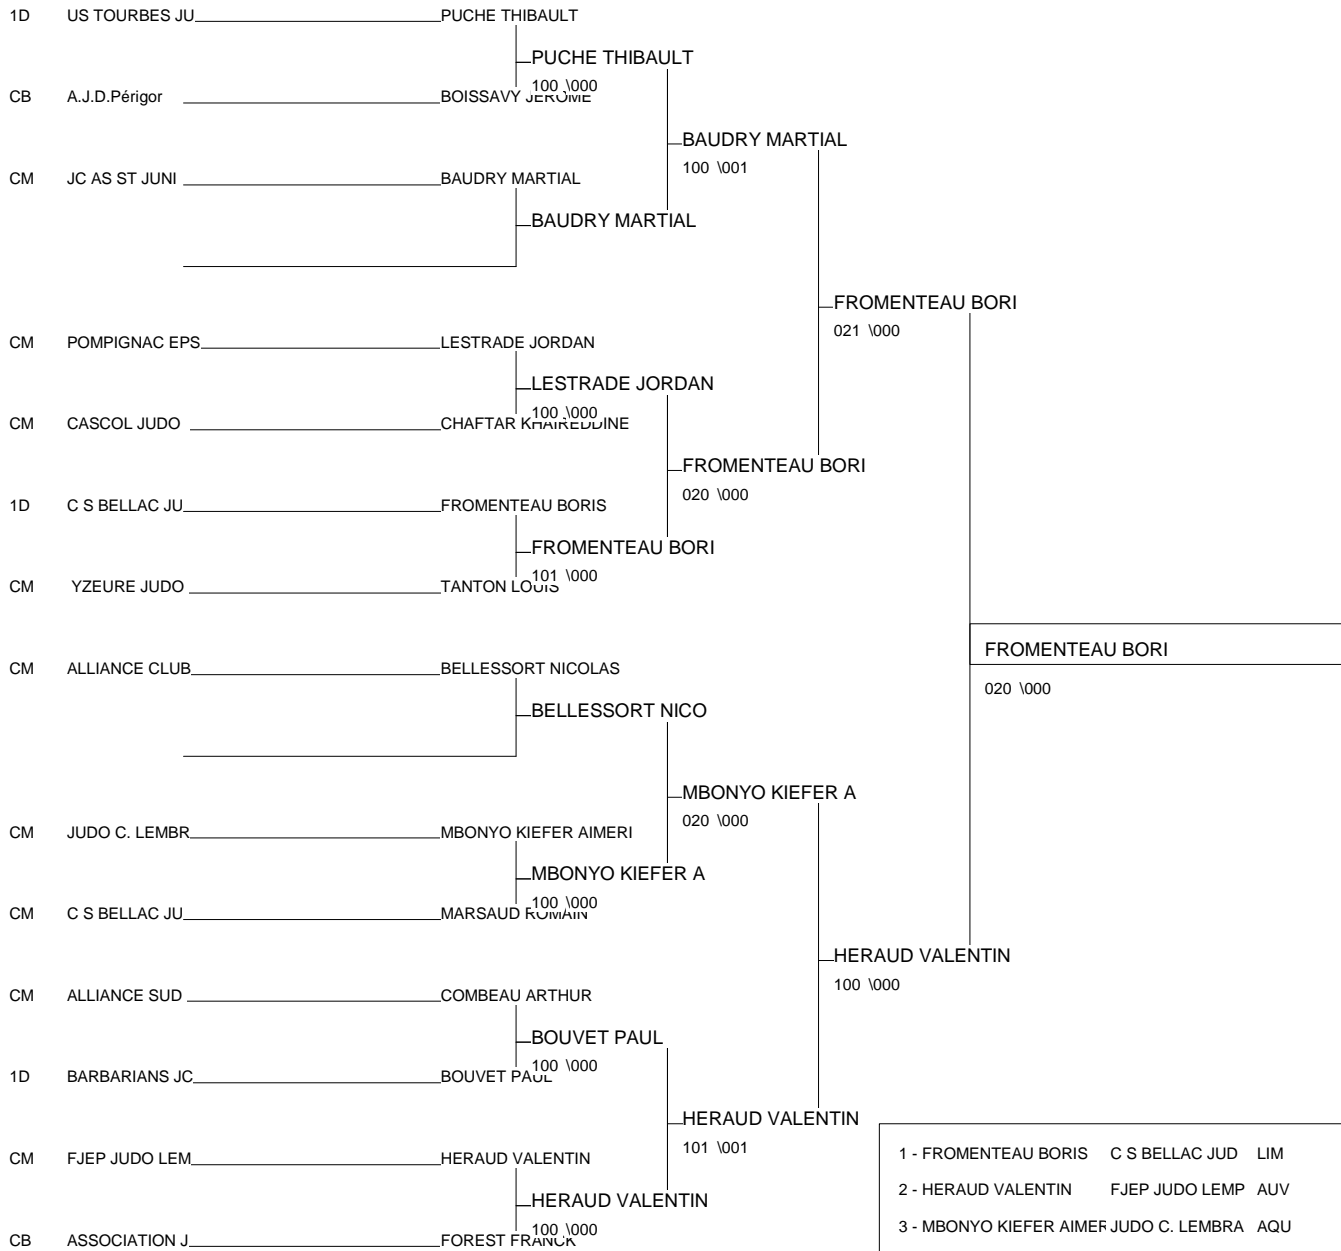 1D US TOURBES JU PUCHE THIBAULT
PUCHE THIBAULT
100 \000
CB A.J.D.Périgor BOISSAVY JEROME
BAUDRY MARTIAL
100 \001
CM JC AS ST JUNI BAUDRY MARTIAL
BAUDRY MARTIAL
FROMENTEAU BORI
021 \000
CM POMPIGNAC EPS LESTRADE JORDAN
LESTRADE JORDAN
100 \000
CM CASCOL JUDO CHAFTAR KHAIREDDINE
FROMENTEAU BORI
020 \000
1D C S BELLAC JU FROMENTEAU BORIS
FROMENTEAU BORI
101 \000
CM YZEURE JUDO TANTON LOUIS
FROMENTEAU BORI
020 \000
CM ALLIANCE CLUB BELLESSORT NICOLAS
BELLESSORT NICO
MBONYO KIEFER A
020 \000
CM JUDO C. LEMBR MBONYO KIEFER AIMERI
MBONYO KIEFER A
100 \000
CM C S BELLAC JU MARSAUD ROMAIN
HERAUD VALENTIN
100 \000
CM ALLIANCE SUD COMBEAU ARTHUR
BOUVET PAUL
100 \000
1D BARBARIANS JC BOUVET PAUL
HERAUD VALENTIN
101 \001
CM FJEP JUDO LEM HERAUD VALENTIN
HERAUD VALENTIN
100 \000
CB ASSOCIATION J FOREST FRANCK
1 - FROMENTEAU BORIS C S BELLAC JUD LIM
2 - HERAUD VALENTIN FJEP JUDO LEMP AUV
3 - MBONYO KIEFER AIMER JUDO C. LEMBRA AQU